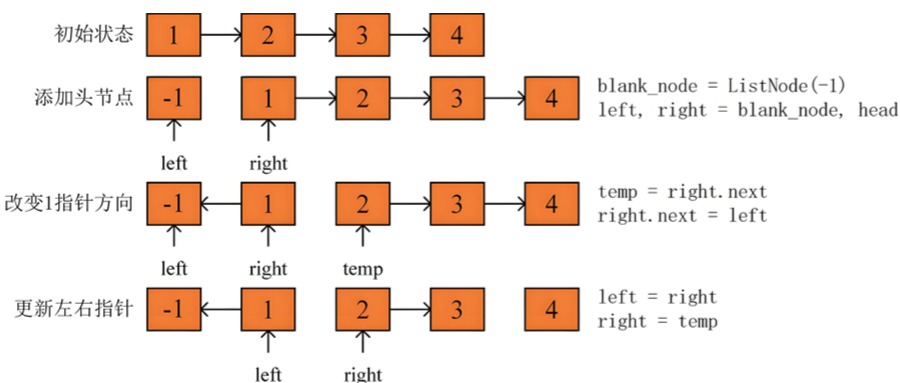 初始状态 1 2 3 4
添加头节点 -1 1 2 3 4
blank_node = ListNode(-1)
left, right = blank_node, head
left right
改变1指针方向 -1 1 2 3 4
temp = right.next
right.next = left
left right temp
更新左右指针 -1 1 2 3 4
left = right
right = temp
left right